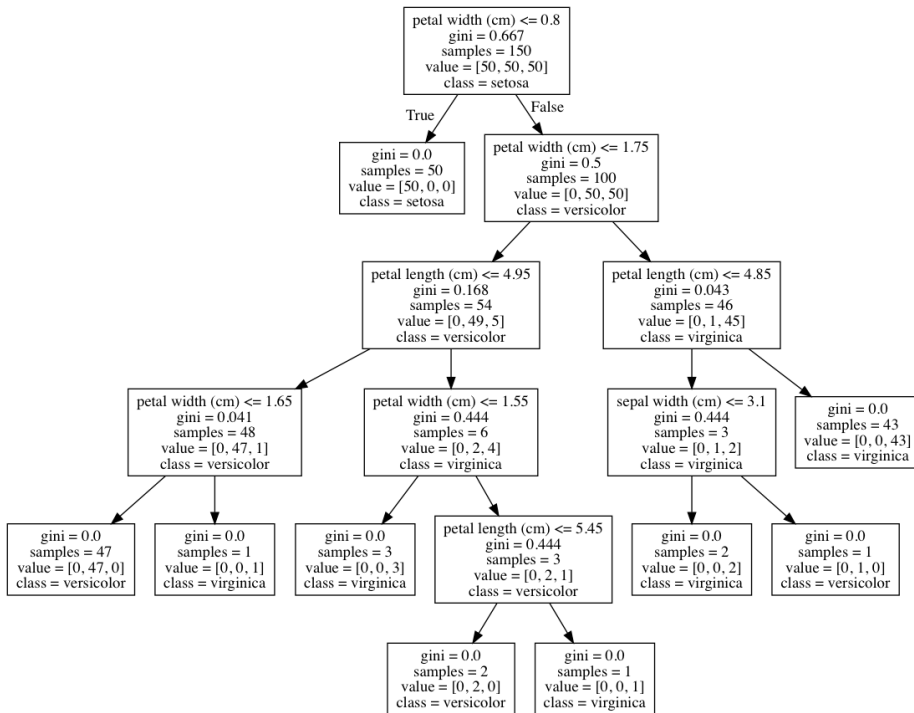 petal width (cm) <= 0.8
gini = 0.667
samples = 150
value = [50, 50, 50]
class = setosa
True
False
gini = 0.0
samples = 50
value = [50, 0, 0]
class = setosa
petal width (cm) <= 1.75
gini = 0.5
samples = 100
value = [0, 50, 50]
class = versicolor
petal length (cm) <= 4.95
gini = 0.168
samples = 54
value = [0, 49, 5]
class = versicolor
petal length (cm) <= 4.85
gini = 0.043
samples = 46
value = [0, 1, 45]
class = virginica
petal width (cm) <= 1.65
gini = 0.041
samples = 48
value = [0, 47, 1]
class = versicolor
petal width (cm) <= 1.55
gini = 0.444
samples = 6
value = [0, 2, 4]
class = virginica
sepal width (cm) <= 3.1
gini = 0.444
samples = 3
value = [0, 1, 2]
class = virginica
gini = 0.0
samples = 43
value = [0, 0, 43]
class = virginica
gini = 0.0
samples = 47
value = [0, 47, 0]
class = versicolor
gini = 0.0
samples = 1
value = [0, 0, 1]
class = virginica
gini = 0.0
samples = 3
value = [0, 0, 3]
class = virginica
petal length (cm) <= 5.45
gini = 0.444
samples = 3
value = [0, 2, 1]
class = versicolor
gini = 0.0
samples = 2
value = [0, 0, 2]
class = virginica
gini = 0.0
samples = 1
value = [0, 1, 0]
class = versicolor
gini = 0.0
samples = 2
value = [0, 2, 0]
class = versicolor
gini = 0.0
samples = 1
value = [0, 0, 1]
class = virginica